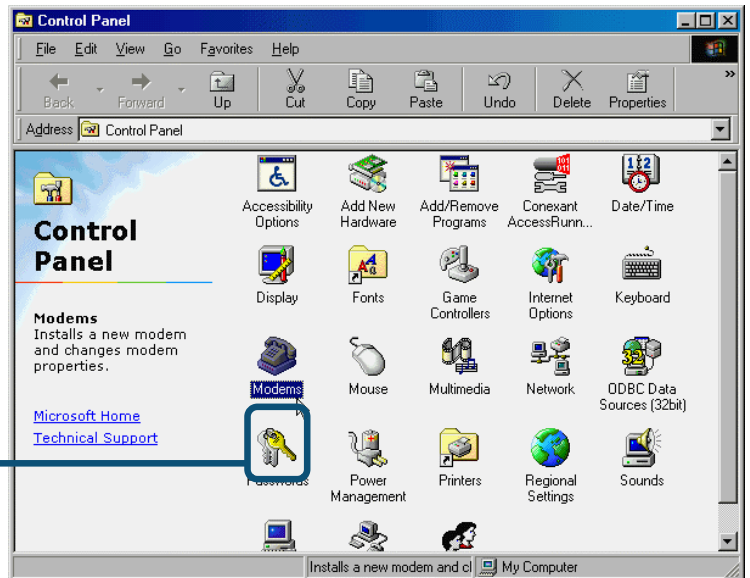 Control Panel
File Edit View Go Favorites Help
Back Forward Up Cut Copy Paste Undo Delete Properties »
Address Control Panel
Control
Panel
Modems
Installs a new modem
and changes modem
properties.
Microsoft Home
Technical Support
Accessibility
Options
Add New
Hardware
Add/Remove
Programs
Conexant
AccessRunn...
Date/Time
Display
Fonts
Game
Controllers
Internet
Options
Keyboard
Modems
Mouse
Multimedia
Network
ODBC Data
Sources (32bit)
Passwords
Power
Management
Printers
Regional
Settings
Sounds
Installs a new modem and cl
My Computer